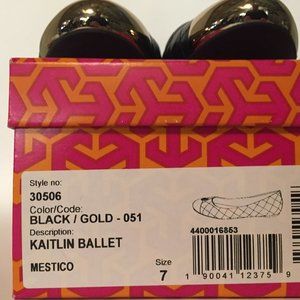 Style no:
30506
Color/Code:
BLACK / GOLD - 051
Description:
KAITLIN BALLET
MESTICO
4400016853
Size
7
1 90041 12375 9